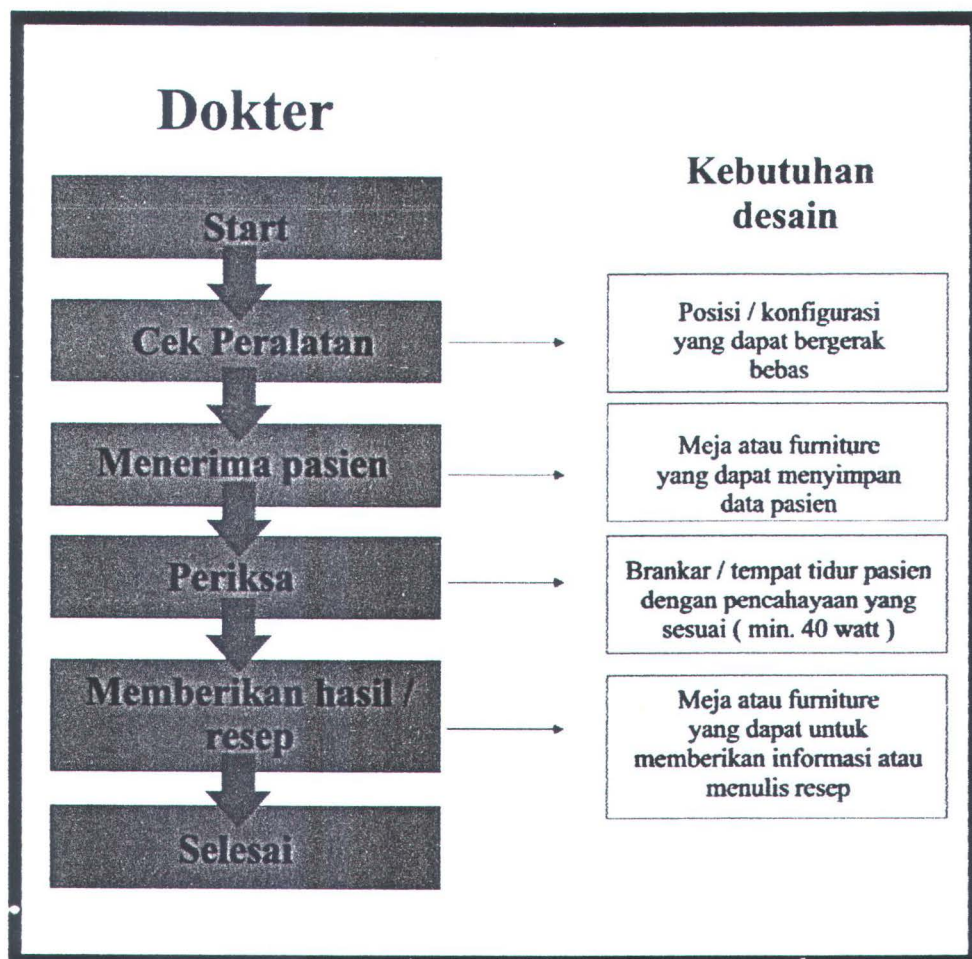 Dokter
Kebutuhan
desain
Start
Cek Peralatan
Posisi / konfigurasi
yang dapat bergerak
bebas
Menerima pasien
Meja atau furniture
yang dapat menyimpan
data pasien
Periksa
Brankar / tempat tidur pasien
dengan pencahayaan yang
sesuai ( min. 40 watt )
Memberikan hasil /
resep
Meja atau furniture
yang dapat untuk
memberikan informasi atau
menulis resep
Selesai